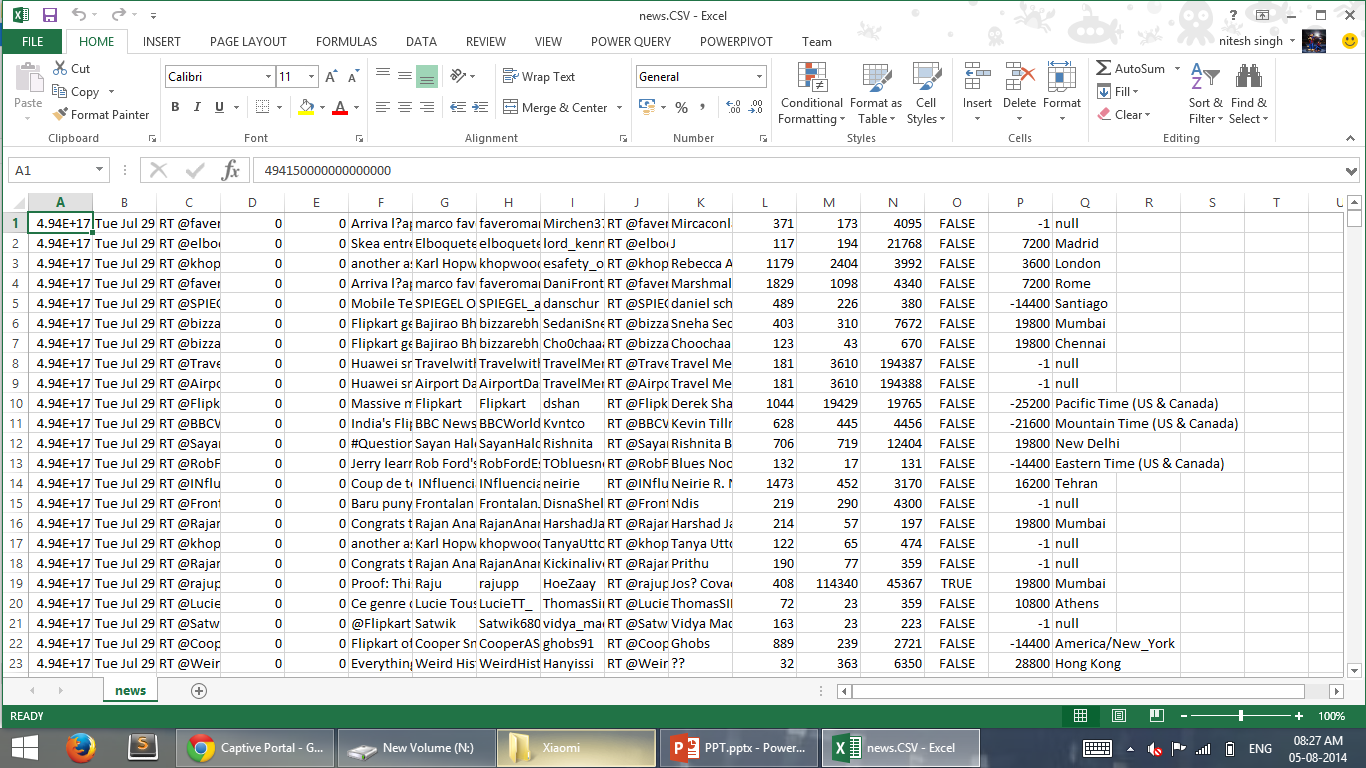 news.CSV - Excel
FILE HOME INSERT PAGE LAYOUT FORMULAS DATA REVIEW VIEW POWER QUERY POWERPIVOT Team nitesh singh
Cut
Copy
Format Painter
Paste
Calibri 11
B I U
Wrap Text
Merge & Center
General
Conditional Formatting
Format as Table
Cell Styles
Insert Delete Format
AutoSum
Fill
Clear
Sort & Filter
Find & Select
Clipboard Font Alignment Number Styles Cells Editing
A1 494150000000000000
A B C D E F G H I J K L M N O P Q R S T U
1 4.94E+17 Tue Jul 29 RT @faver 0 0 Arriva l?ap marco fav faveroman Mirchen37 RT @faver Mircaconl 371 173 4095 FALSE -1 null
2 4.94E+17 Tue Jul 29 RT @elboq 0 0 Skea entre Elboquete elboquete lord_kenn RT @elboq J 117 194 21768 FALSE 7200 Madrid
3 4.94E+17 Tue Jul 29 RT @khop 0 0 another as Karl Hopw khopwooc esafety_o RT @khop Rebecca A 1179 2404 3992 FALSE 3600 London
4 4.94E+17 Tue Jul 29 RT @faver 0 0 Arriva l?ap marco fav faveroman DaniFront RT @faver Marshmal 1829 1098 4340 FALSE 7200 Rome
5 4.94E+17 Tue Jul 29 RT @SPIEG 0 0 Mobile Te SPIEGEL O SPIEGEL_a danschur RT @SPIEG daniel sch 489 226 380 FALSE -14400 Santiago
6 4.94E+17 Tue Jul 29 RT @bizza 0 0 Flipkart ge Bajirao Bh bizzarebh SedaniSne RT @bizza Sneha Sec 403 310 7672 FALSE 19800 Mumbai
7 4.94E+17 Tue Jul 29 RT @bizza 0 0 Flipkart ge Bajirao Bh bizzarebh Cho0chaa RT @bizza Choochaa 123 43 670 FALSE 19800 Chennai
8 4.94E+17 Tue Jul 29 RT @Trave 0 0 Huawei sr Travelwith Travelwith TravelMer RT @Trave Travel Me 181 3610 194387 FALSE -1 null
9 4.94E+17 Tue Jul 29 RT @Airpo 0 0 Huawei sr Airport Da AirportDa TravelMer RT @Airpo Travel Me 181 3610 194388 FALSE -1 null
10 4.94E+17 Tue Jul 29 RT @Flipk 0 0 Massive m Flipkart Flipkart dshan RT @Flipk Derek Sha 1044 19429 19765 FALSE -25200 Pacific Time (US & Canada)
11 4.94E+17 Tue Jul 29 RT @BBCW 0 0 India's Flip BBC News BBCWorld Kvntco RT @BBCW Kevin Tillr 628 445 4456 FALSE -21600 Mountain Time (US & Canada)
12 4.94E+17 Tue Jul 29 RT @Sayar 0 0 #Question Sayan Halc SayanHalc Rishnita RT @Sayar Rishnita B 706 719 12404 FALSE 19800 New Delhi
13 4.94E+17 Tue Jul 29 RT @RobF 0 0 Jerry learn Rob Ford's RobFordEs TObluesno RT @RobF Blues Noo 132 17 131 FALSE -14400 Eastern Time (US & Canada)
14 4.94E+17 Tue Jul 29 RT @INflu 0 0 Coup de t INfluencia INfluencia neirie RT @INflu Neirie R. N 1473 452 3170 FALSE 16200 Tehran
15 4.94E+17 Tue Jul 29 RT @Front 0 0 Baru puny Frontalan Frontalan. DisnaShel RT @Front Ndis 219 290 4300 FALSE -1 null
16 4.94E+17 Tue Jul 29 RT @Rajar 0 0 Congrats t Rajan Ana RajanAnar HarshadJa RT @Rajar Harshad Ja 214 57 197 FALSE 19800 Mumbai
17 4.94E+17 Tue Jul 29 RT @khop 0 0 another as Karl Hopw khopwooc TanyaUtto RT @khop Tanya Utto 122 65 474 FALSE -1 null
18 4.94E+17 Tue Jul 29 RT @Rajar 0 0 Congrats t Rajan Ana RajanAnar Kickinalive RT @Rajar Prithu 190 77 359 FALSE -1 null
19 4.94E+17 Tue Jul 29 RT @rajup 0 0 Proof: Thi Raju rajupp HoeZaay RT @rajup Jos? Covac 408 114340 45367 TRUE 19800 Mumbai
20 4.94E+17 Tue Jul 29 RT @Lucie 0 0 Ce genre c Lucie Tous LucieTT_ ThomasSin RT @Lucie ThomasSII 72 23 359 FALSE 10800 Athens
21 4.94E+17 Tue Jul 29 RT @Satw 0 0 @Flipkart Satwik Satwik680 vidya_mac RT @Satw Vidya Mac 163 23 223 FALSE -1 null
22 4.94E+17 Tue Jul 29 RT @Coop 0 0 Flipkart of Cooper Sn CooperAS ghobs91 RT @Coop Ghobs 889 239 2721 FALSE -14400 America/New_York
23 4.94E+17 Tue Jul 29 RT @Weir 0 0 Everything Weird Hist WeirdHist Hanyissi RT @Weir ?? 32 363 6350 FALSE 28800 Hong Kong
news
READY 100%
Captive Portal - G... New Volume (N:) Xiaomi PPT.pptx - Power... news.CSV - Excel ENG 08:27 AM
05-08-2014